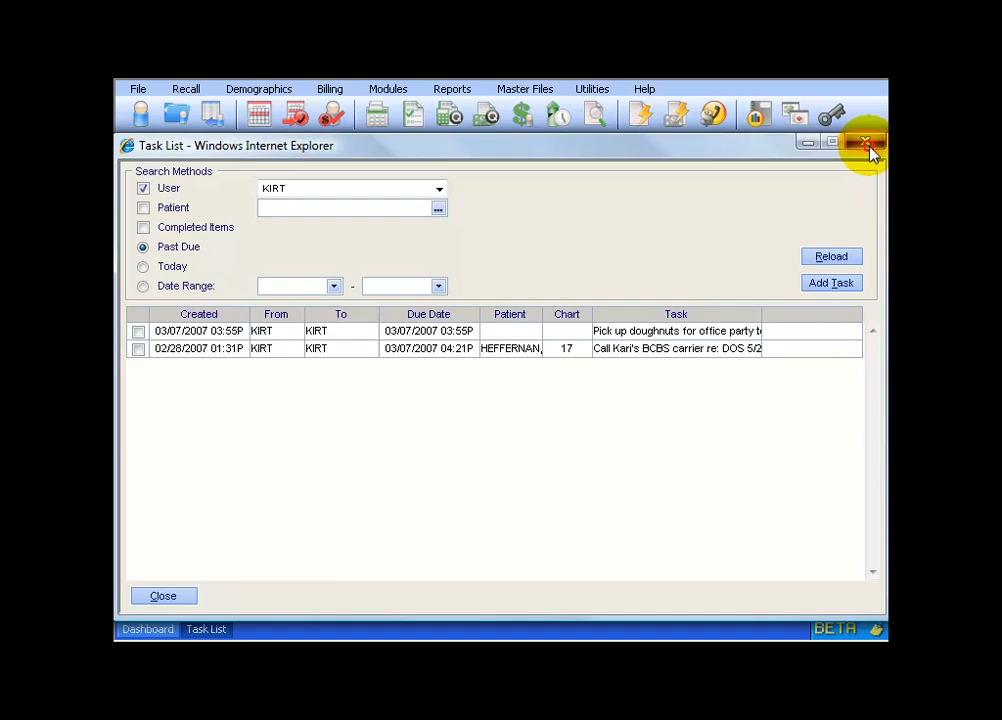 File Recall Demographics Billing Modules Reports Master Files Utilities Help
Task List - Windows Internet Explorer
Search Methods
User KIRT
Patient ...
Completed Items
Past Due
Today
Date Range: -
Reload
Add Task
Created From To Due Date Patient Chart Task
03/07/2007 03:55P KIRT KIRT 03/07/2007 03:55P Pick up doughnuts for office party
02/28/2007 01:31P KIRT KIRT 03/07/2007 04:21P HEFFERNAN, 17 Call Kari's BCBS carrier re: DOS 5/2
Close
Dashboard Task List BETA